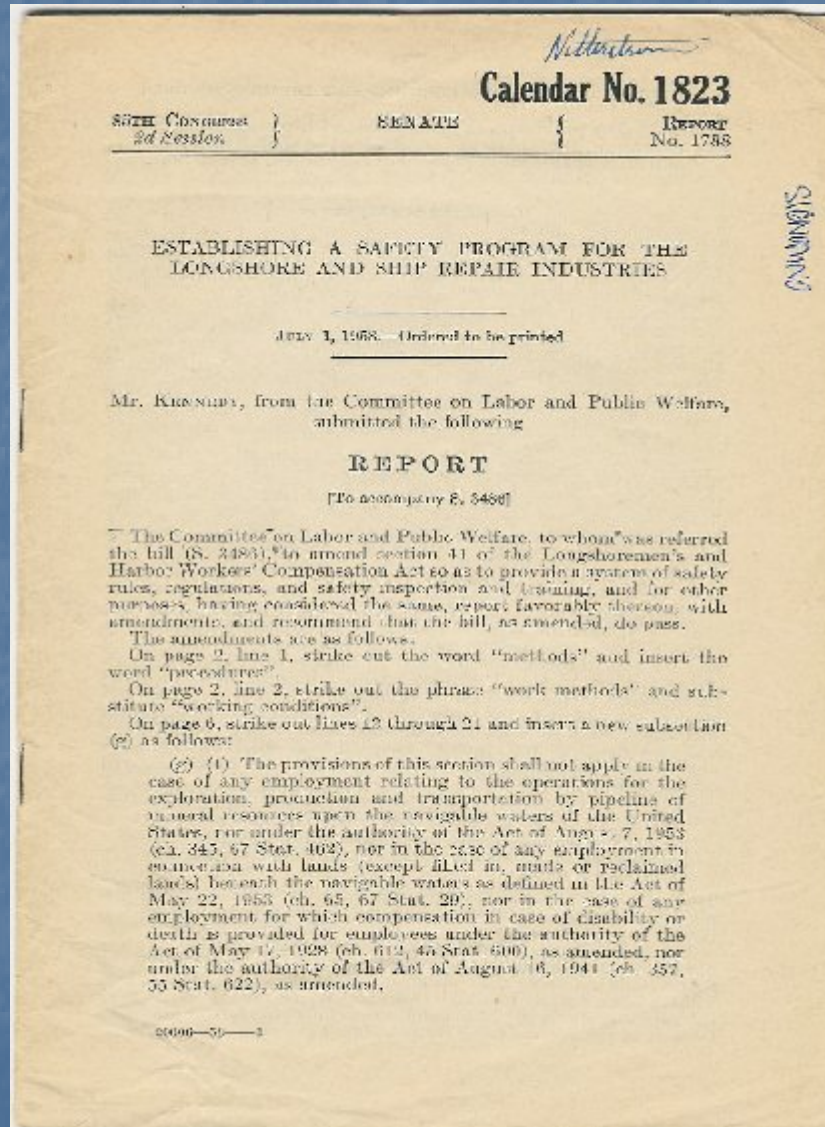 Calendar No. 1823
85TH CONGRESS
2d Session
SENATE
REPORT
No. 1788
ESTABLISHING A SAFETY PROGRAM FOR THE
LONGSHORE AND SHIP REPAIR INDUSTRIES
JULY 1, 1958.—Ordered to be printed
Mr. KENNEDY, from the Committee on Labor and Public Welfare,
submitted the following
REPORT
[To accompany S. 3486]
The Committee on Labor and Public Welfare, to whom was referred
the bill (S. 3486), to amend section 41 of the Longshoremen's and
Harbor Workers' Compensation Act so as to provide a system of safety
rules, regulations, and safety inspection and training, and for other
purposes, having considered the same, report favorably thereon, with
amendments, and recommend that the bill, as amended, do pass.
The amendments are as follows:
On page 2, line 1, strike out the word "methods" and insert the
word "procedures".
On page 2, line 2, strike out the phrase "work methods" and sub-
stitute "working conditions".
On page 6, strike out lines 12 through 21 and insert a new subsection
(g) as follows:
(g) (1) The provisions of this section shall not apply in the
case of any employment relating to the operations for the
exploration, production and transportation by pipeline of
mineral resources upon the navigable waters of the United
States, nor under the authority of the Act of August 7, 1953
(ch. 345, 67 Stat. 462), nor in the case of any employment in
connection with lands (except filled in, made or reclaimed
lands) beneath the navigable waters as defined in the Act of
May 22, 1953 (ch. 65, 67 Stat. 29), nor in the case of any
employment for which compensation in case of disability or
death is provided for employees under the authority of the
Act of May 17, 1928 (ch. 612, 45 Stat. 600), as amended, nor
under the authority of the Act of August 16, 1941 (ch. 357,
55 Stat. 622), as amended.